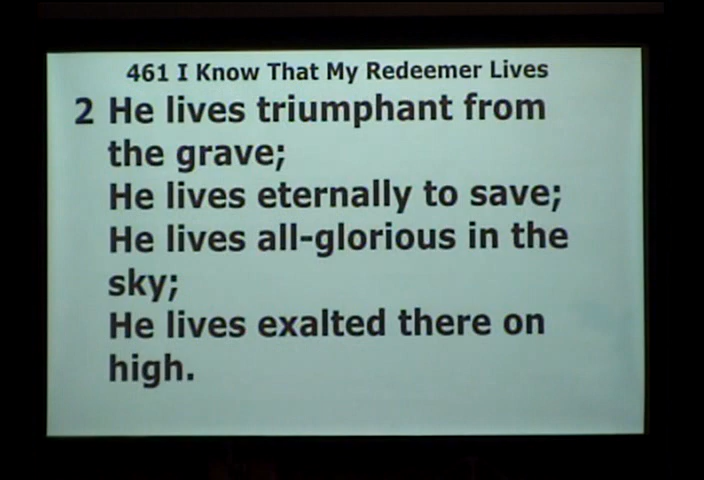 461 I Know That My Redeemer Lives
2 He lives triumphant from
the grave;
He lives eternally to save;
He lives all-glorious in the
sky;
He lives exalted there on
high.